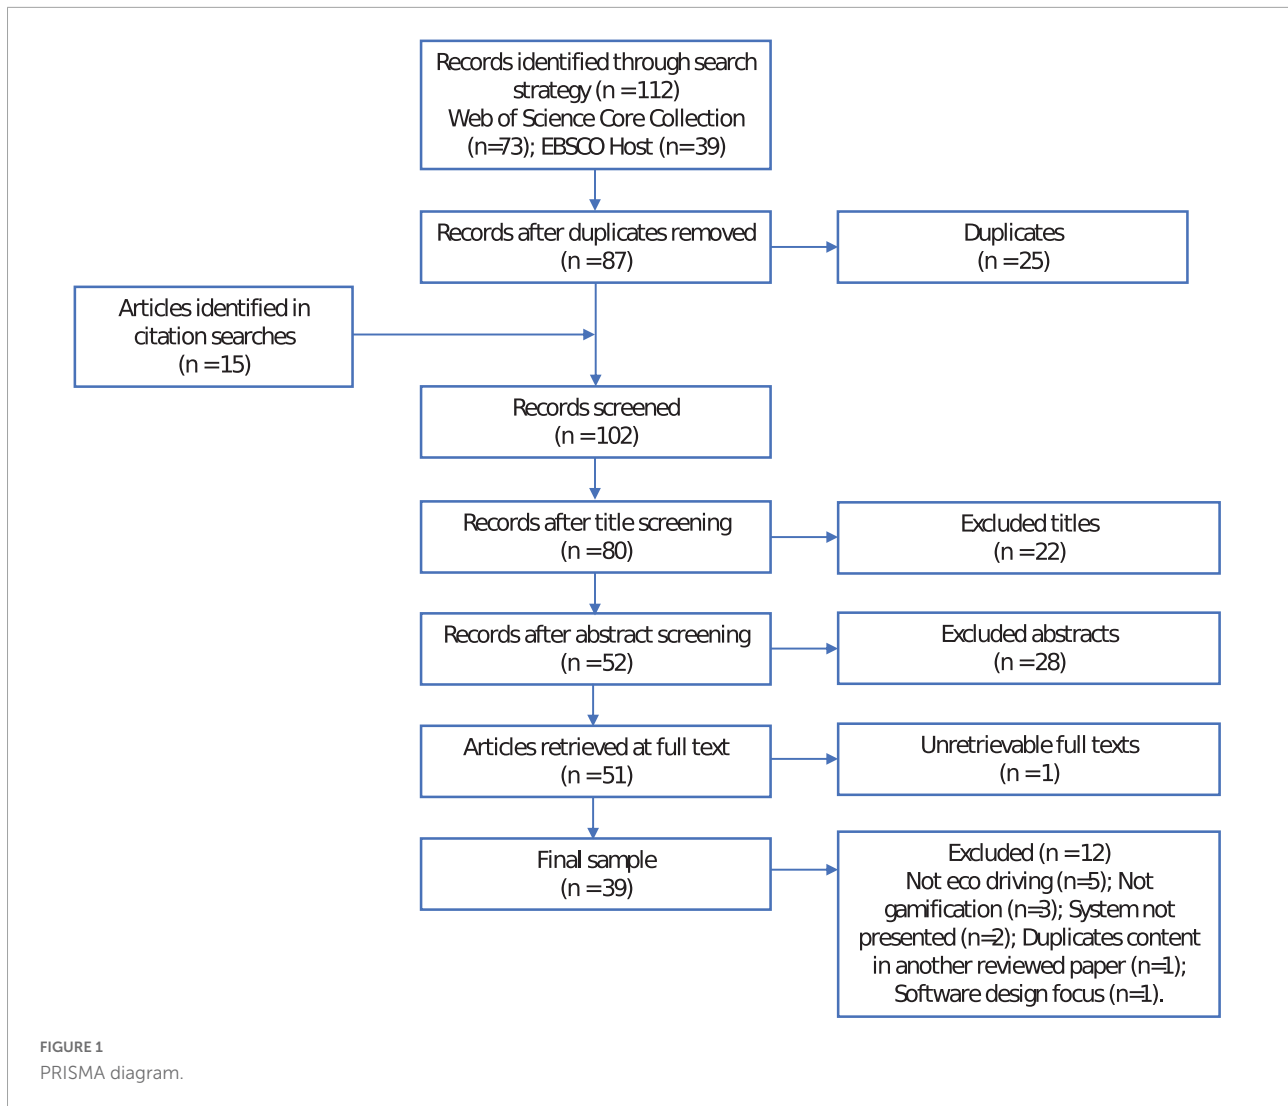 Records identified through search
strategy (n = 112)
Web of Science Core Collection
(n=73); EBSCO Host (n = 39)
Records after duplicates removed
(n = 87)
Duplicates
(n = 25)
Articles identified in
citation searches
(n = 15)
Records screened
(n = 102)
Records after title screening
(n = 80)
Excluded titles
(n = 22)
Records after abstract screening
(n = 52)
Excluded abstracts
(n = 28)
Articles retrieved at full text
(n = 51)
Unretrievable full texts
(n = 1)
Final sample
(n = 39)
Excluded (n = 12)
Not eco driving (n=5); Not
gamification (n=3); System not
presented (n=2); Duplicates content
in another reviewed paper (n=1);
Software design focus (n=1).
FIGURE 1
PRISMA diagram.